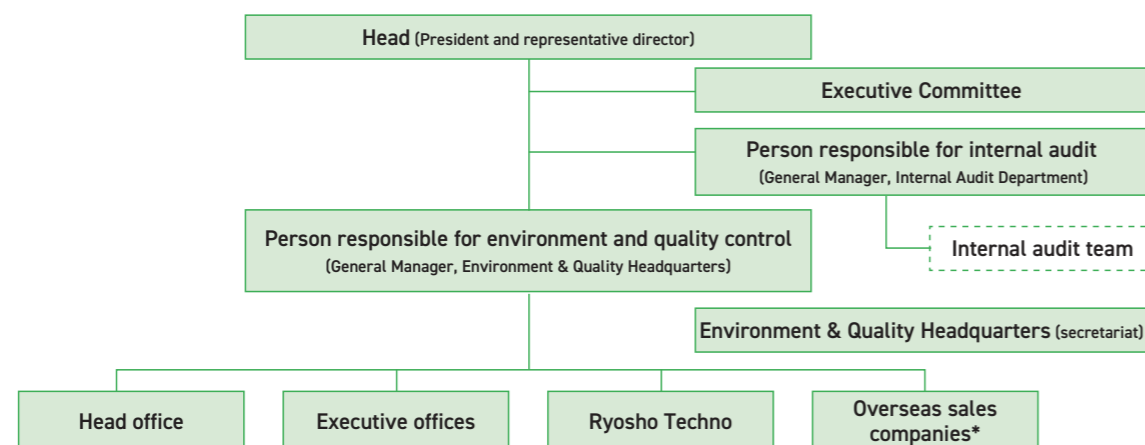 Head (President and representative director)
Executive Committee
Person responsible for internal audit
(General Manager, Internal Audit Department)
Person responsible for environment and quality control
(General Manager, Environment & Quality Headquarters)
Internal audit team
Environment & Quality Headquarters (secretariat)
Head office
Executive offices
Ryosho Techno
Overseas sales
companies*